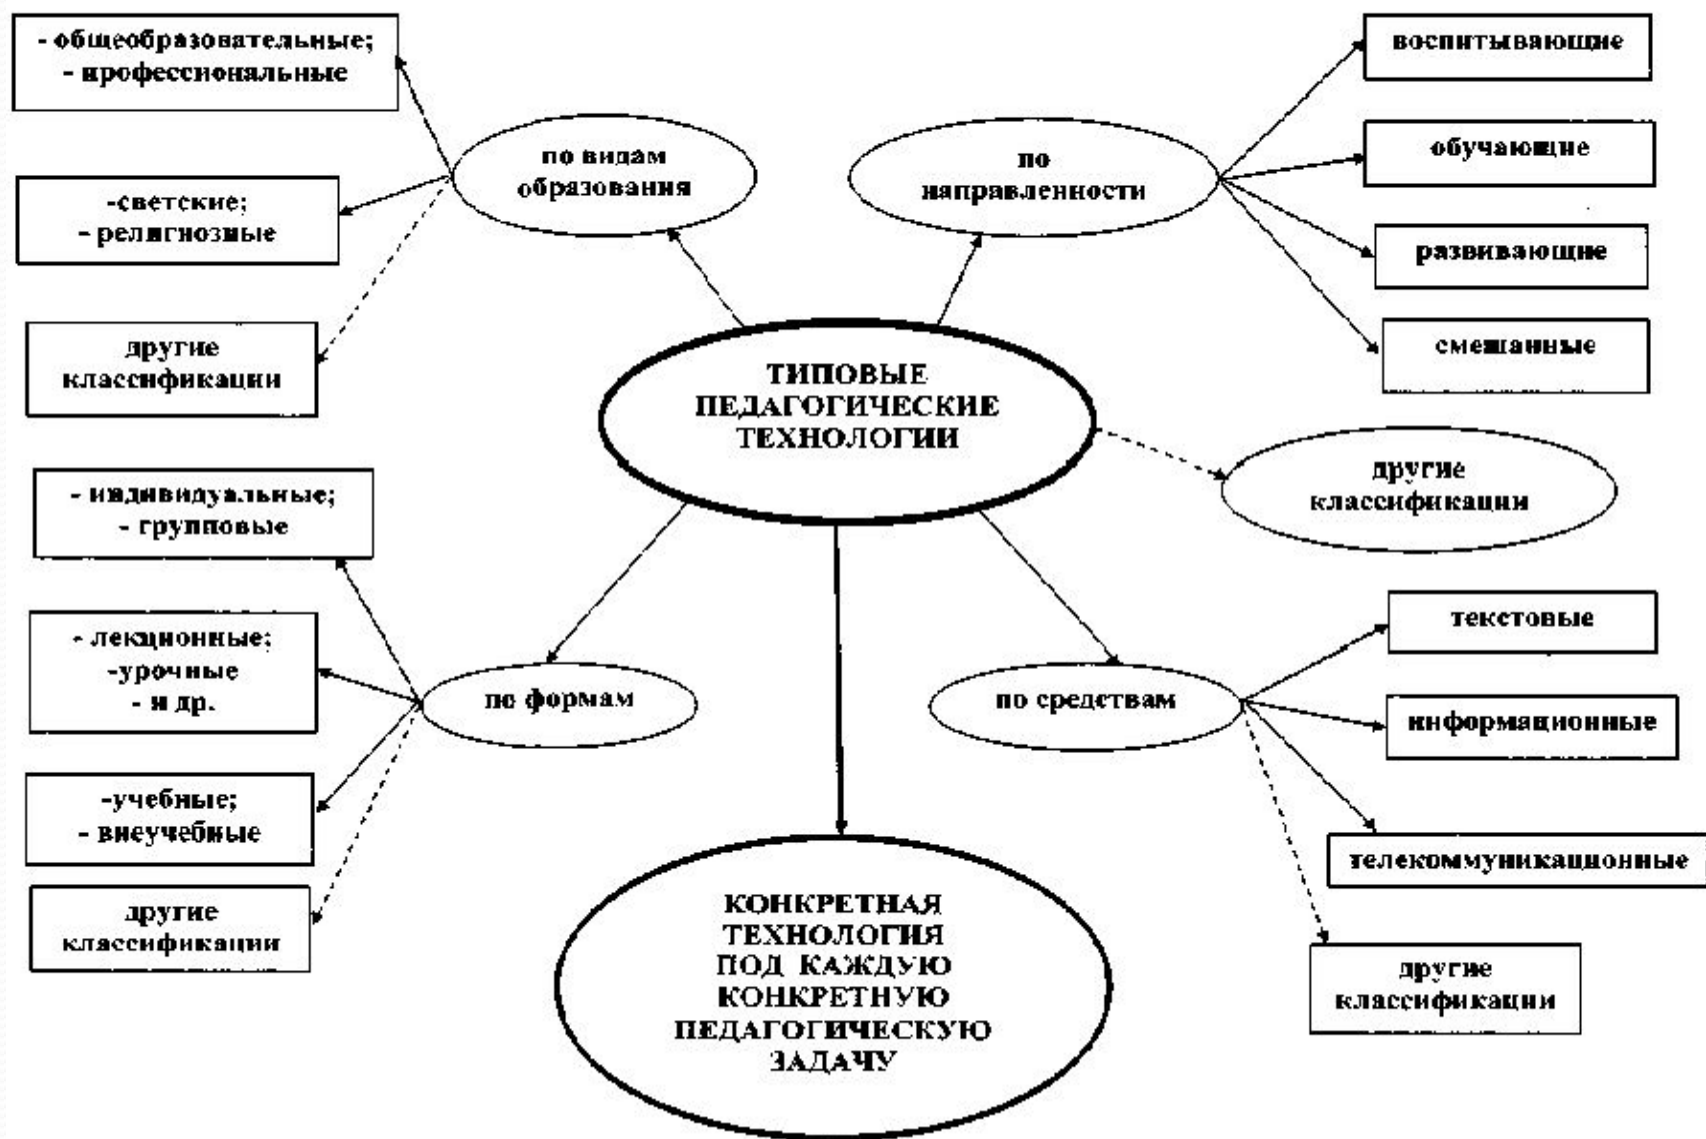 - общеобразовательные;
- профессиональные
-светские;
- религиозные
другие
классификации
по видам
образования
по
направленности
воспитывающие
обучающие
развивающие
смешанные
ТИПОВЫЕ
ПЕДАГОГИЧЕСКИЕ
ТЕХНОЛОГИИ
другие
классификации
- индивидуальные;
- групповые
- лекционные;
-урочные
- и др.
-учебные;
- внеучебные
другие
классификации
по формам
по средствам
текстовые
информационные
телекоммуникационные
другие
классификации
КОНКРЕТНАЯ
ТЕХНОЛОГИЯ
ПОД КАЖДУЮ
КОНКРЕТНУЮ
ПЕДАГОГИЧЕСКУЮ
ЗАДАЧУ